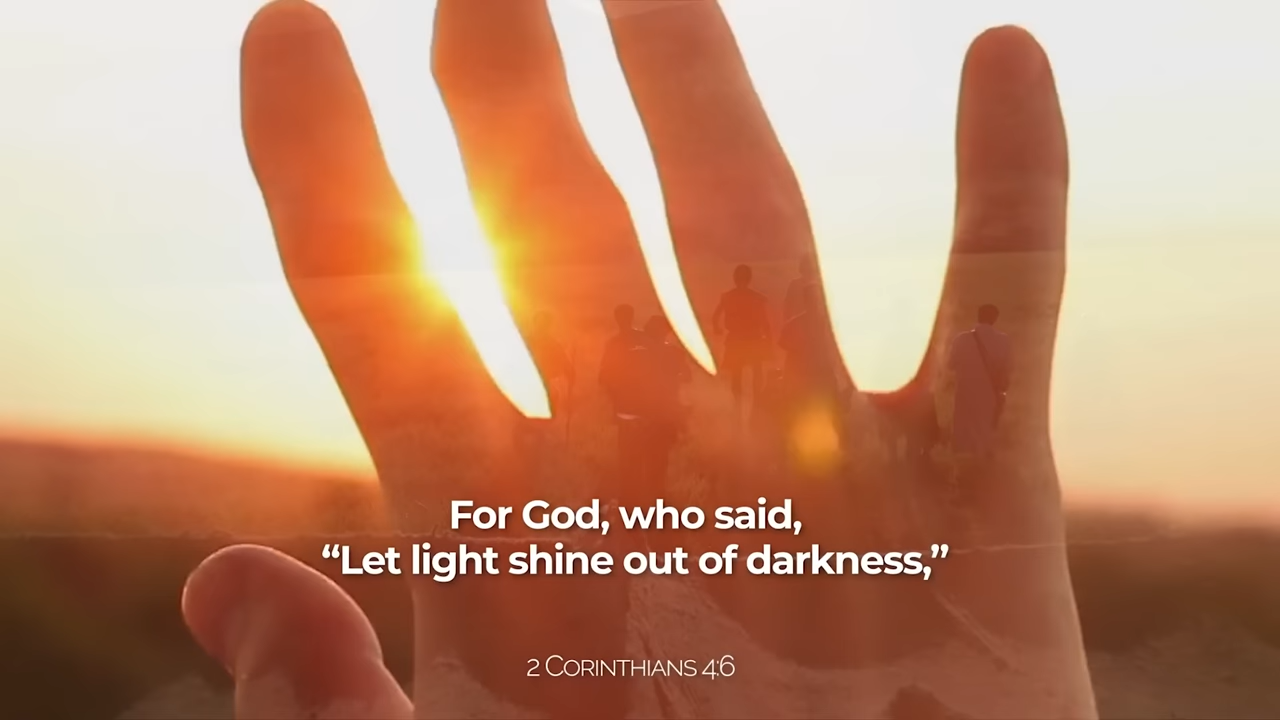 For God, who said,
“Let light shine out of darkness,”
2 Corinthians 4:6